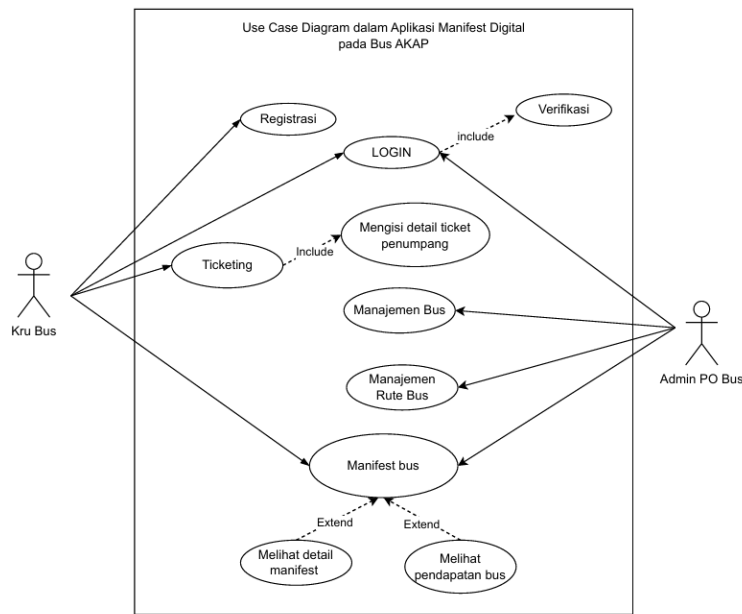 Use Case Diagram dalam Aplikasi Manifest Digital
pada Bus AKAP
Registrasi
Verifikasi
include
LOGIN
Mengisi detail ticket
penumpang
Include
Ticketing
Kru Bus
Manajemen Bus
Admin PO Bus
Manajemen
Rute Bus
Manifest bus
Extend
Extend
Melihat detail
manifest
Melihat
pendapatan bus